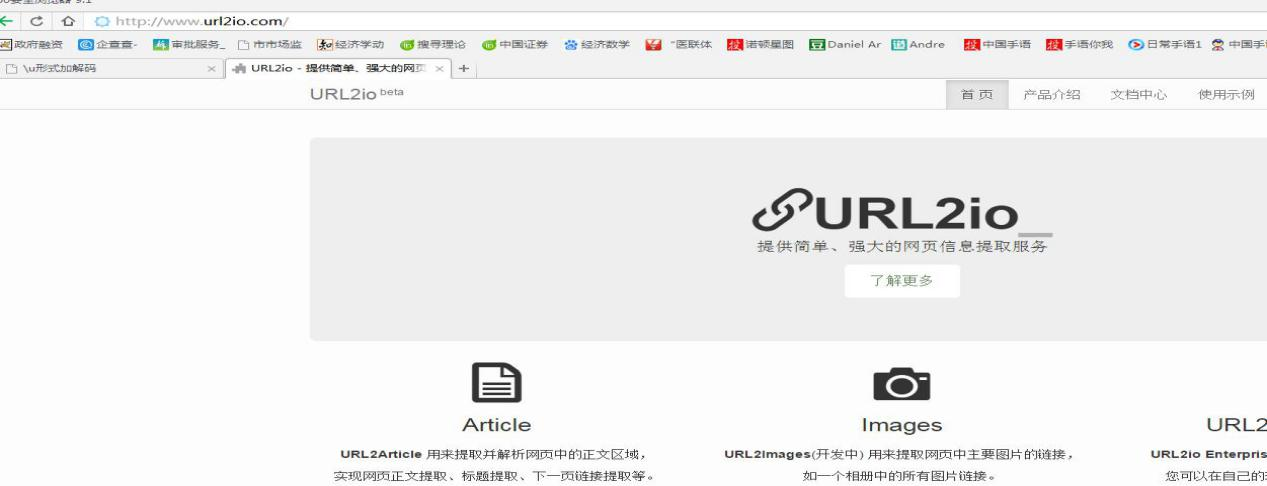 http://www.url2io.com/
政府融资 企查查- 审批服务_ 市市场监 经济学动 搜寻理论 中国证券 经济数学 "医联体 诺顿星图 Daniel Ar Andre 中国手语 手语你我 日常手语1 中国手
\u形式加解码 URL2io - 提供简单、强大的网页
URL2io beta 首 页 产品介绍 文档中心 使用示例
URL2io_
提供简单、强大的网页信息提取服务
了解更多
Article Images URL2
URL2Article 用来提取并解析网页中的正文区域， URL2Images(开发中) 用来提取网页中主要图片的链接， URL2io Enterpris
实现网页正文提取、标题提取、下一页链接提取等。 如一个相册中的所有图片链接。 您可以在自己的